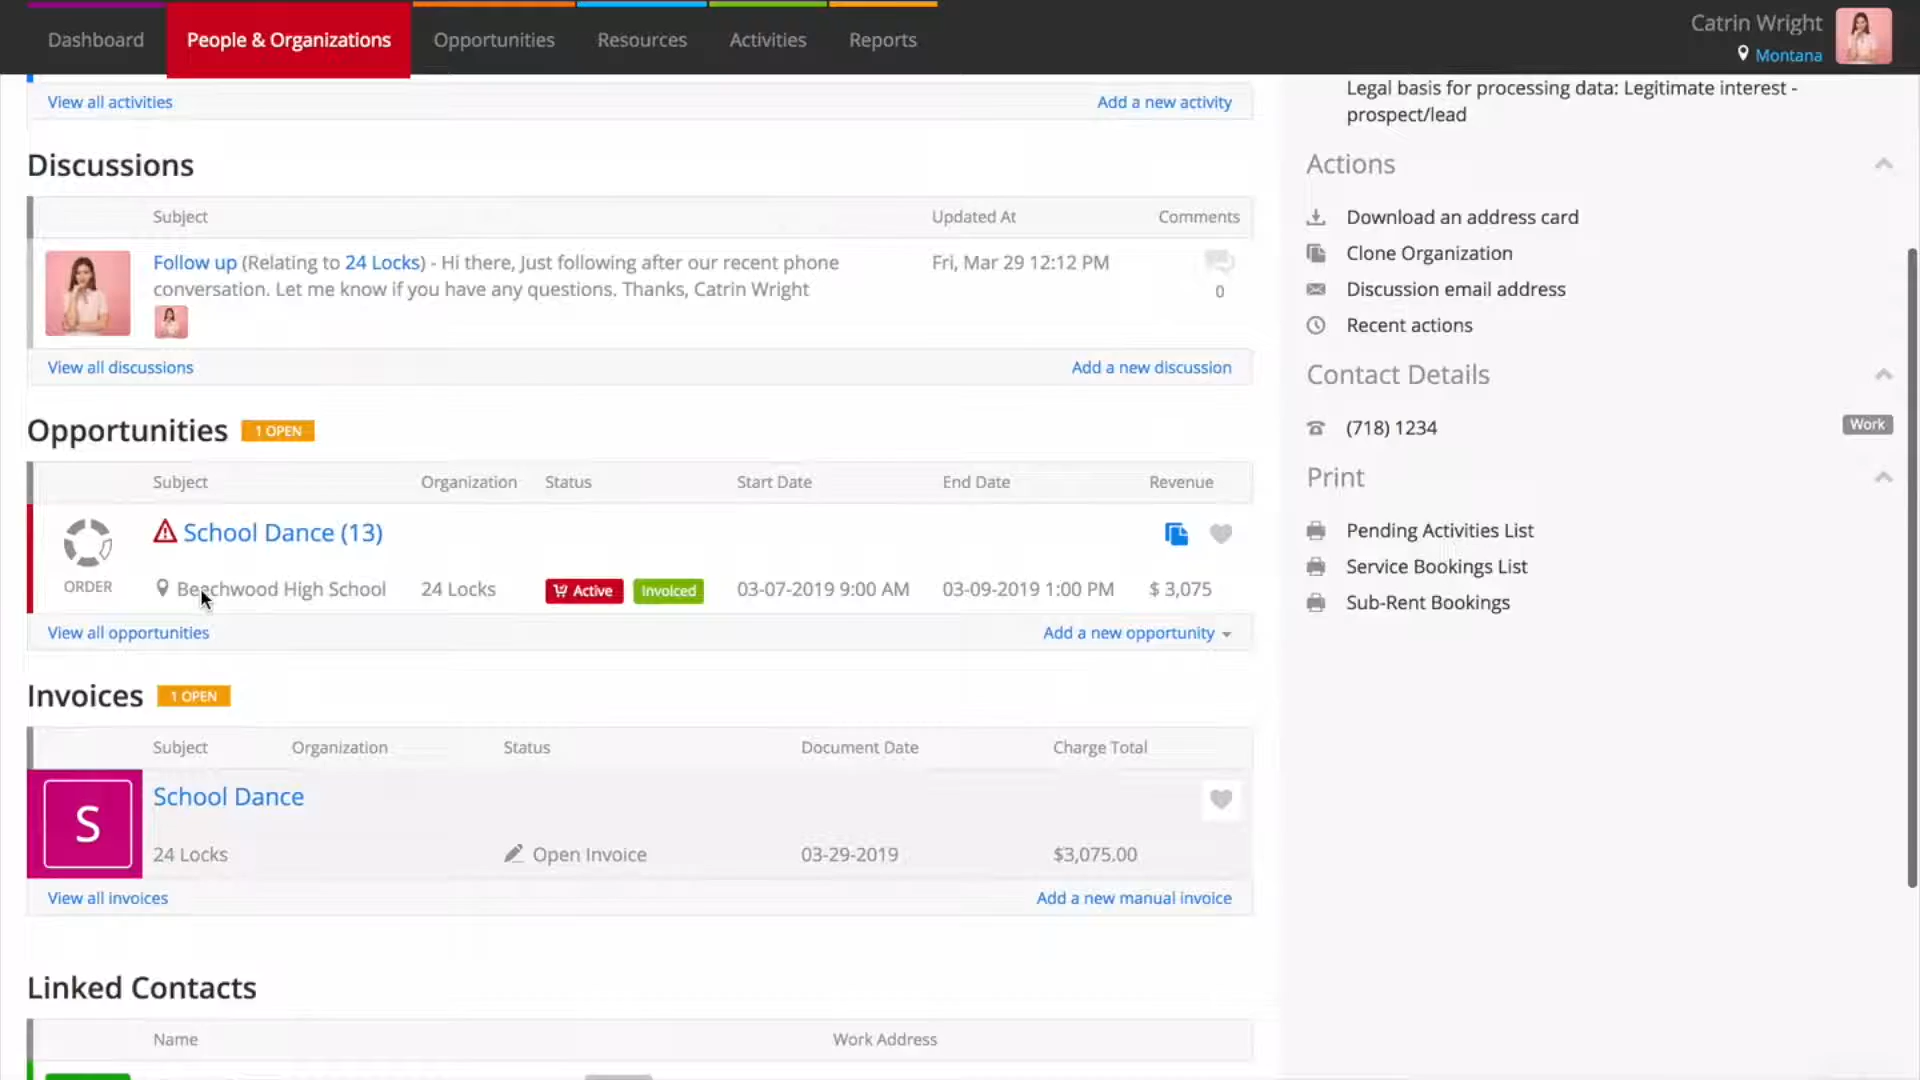 Dashboard People & Organizations Opportunities Resources Activities Reports
Catrin Wright
Montana
View all activities Add a new activity
Discussions
Subject Updated At Comments
Follow up (Relating to 24 Locks) - Hi there, Just following after our recent phone
conversation. Let me know if you have any questions. Thanks, Catrin Wright
Fri, Mar 29 12:12 PM
0
View all discussions Add a new discussion
Opportunities 1 OPEN
Subject Organization Status Start Date End Date Revenue
School Dance (13)
ORDER
Beechwood High School 24 Locks Active Invoiced 03-07-2019 9:00 AM 03-09-2019 1:00 PM $ 3,075
View all opportunities Add a new opportunity
Invoices 1 OPEN
Subject Organization Status Document Date Charge Total
S
School Dance
24 Locks Open Invoice 03-29-2019 $3,075.00
View all invoices Add a new manual invoice
Linked Contacts
Name Work Address
Legal basis for processing data: Legitimate interest -
prospect/lead
Actions
Download an address card
Clone Organization
Discussion email address
Recent actions
Contact Details
(718) 1234 Work
Print
Pending Activities List
Service Bookings List
Sub-Rent Bookings